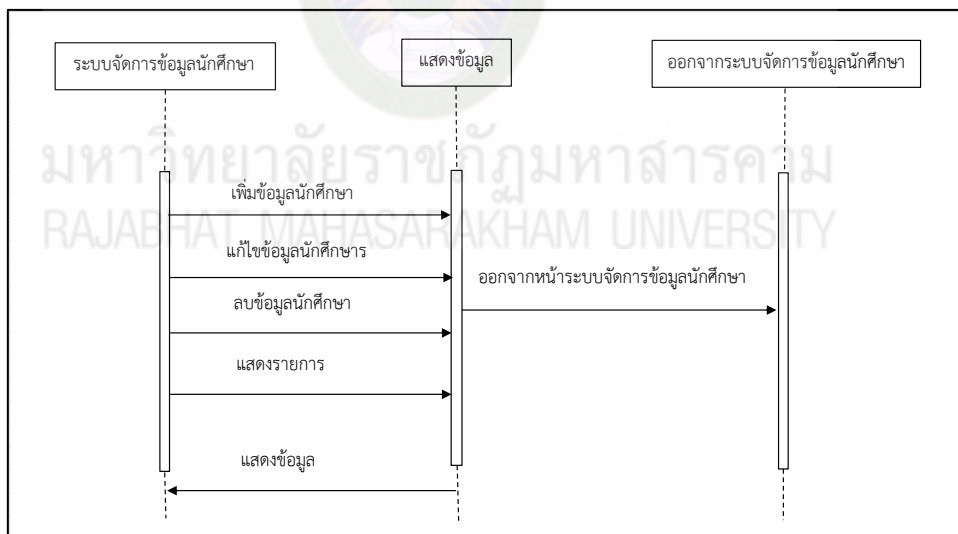 ระบบจัดการข้อมูลนักศึกษา
แสดงข้อมูล
ออกจากระบบจัดการข้อมูลนักศึกษา
มหาวิทยาลัยราชภัฏมหาสารคาม
RAJABHAT MAHASARAKHAM UNIVERSITY
เพิ่มข้อมูลนักศึกษา
แก้ไขข้อมูลนักศึกษาร
ออกจากหน้าระบบจัดการข้อมูลนักศึกษา
ลบข้อมูลนักศึกษา
แสดงรายการ
แสดงข้อมูล